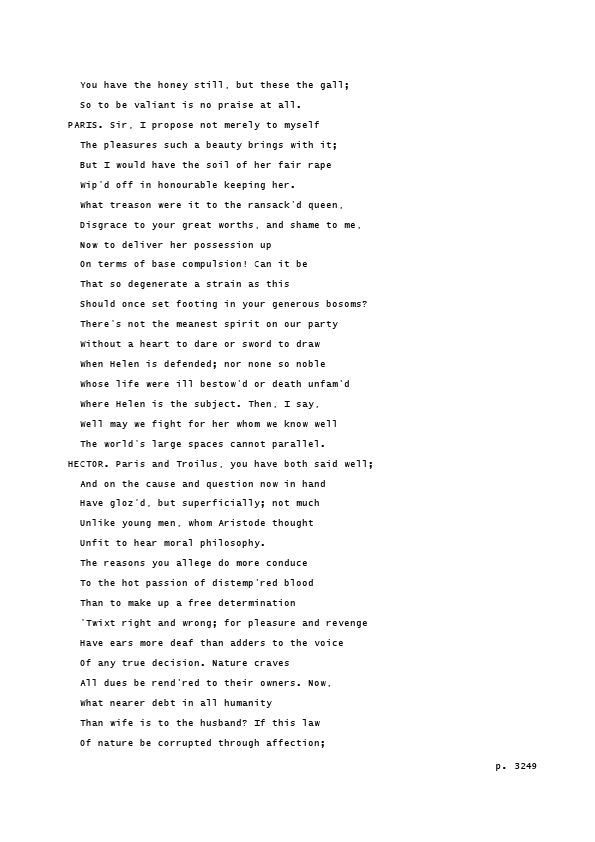 You have the honey still, but these the gall;
So to be valiant is no praise at all.
PARIS. Sir, I propose not merely to myself
The pleasures such a beauty brings with it;
But I would have the soil of her fair rape
Wip'd off in honourable keeping her.
What treason were it to the ransack'd queen,
Disgrace to your great worths, and shame to me,
Now to deliver her possession up
On terms of base compulsion! Can it be
That so degenerate a strain as this
Should once set footing in your generous bosoms?
There's not the meanest spirit on our party
Without a heart to dare or sword to draw
When Helen is defended; nor none so noble
Whose life were ill bestow'd or death unfam'd
Where Helen is the subject. Then, I say,
Well may we fight for her whom we know well
The world's large spaces cannot parallel.
HECTOR. Paris and Troilus, you have both said well;
And on the cause and question now in hand
Have gloz'd, but superficially; not much
Unlike young men, whom Aristode thought
Unfit to hear moral philosophy.
The reasons you allege do more conduce
To the hot passion of distemp'red blood
Than to make up a free determination
'Twixt right and wrong; for pleasure and revenge
Have ears more deaf than adders to the voice
Of any true decision. Nature craves
All dues be rend'red to their owners. Now,
What nearer debt in all humanity
Than wife is to the husband? If this law
Of nature be corrupted through affection;
p. 3249